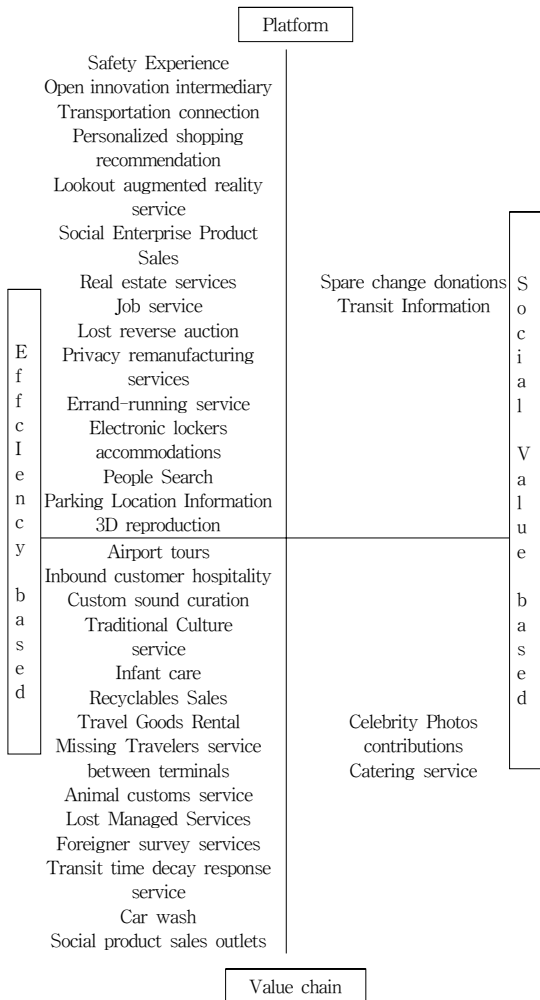 Platform
Safety Experience
Open innovation intermediary
Transportation connection
Personalized shopping
recommendation
Lookout augmented reality
service
Social Enterprise Product
Sales
Real estate services
Job service
Lost reverse auction
Privacy remanufacturing
services
Errand-running service
Electronic lockers
accommodations
People Search
Parking Location Information
3D reproduction
Spare change donations
Transit Information
EffcIency based
Social Value based
Airport tours
Inbound customer hospitality
Custom sound curation
Traditional Culture
service
Infant care
Recyclables Sales
Travel Goods Rental
Missing Travelers service
between terminals
Animal customs service
Lost Managed Services
Foreigner survey services
Transit time decay response
service
Car wash
Social product sales outlets
Celebrity Photos
contributions
Catering service
Value chain